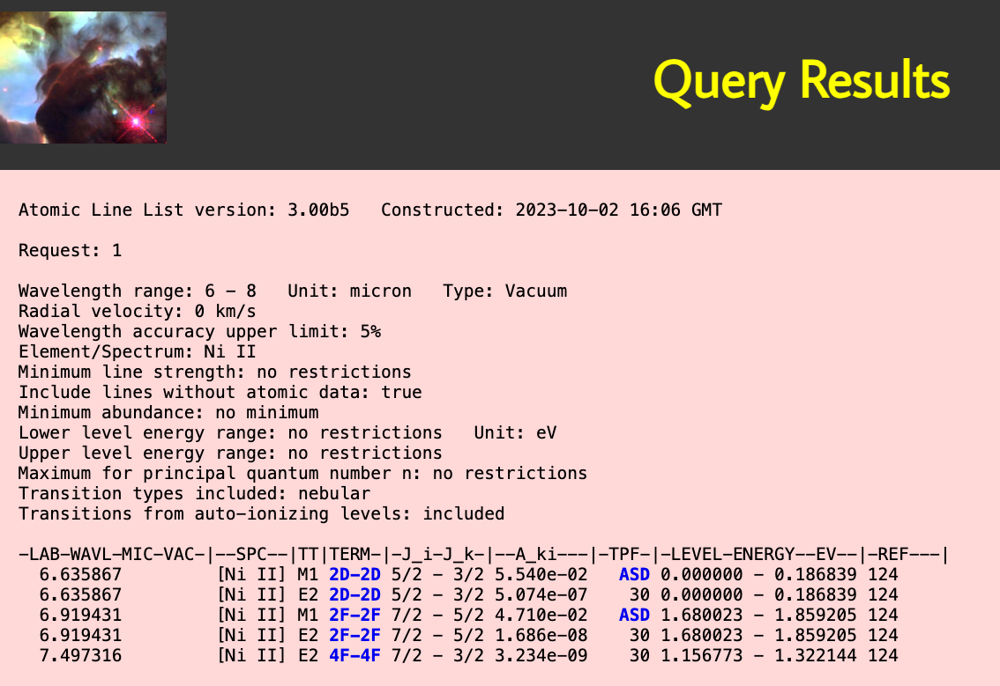 Query Results
Atomic Line List version: 3.00b5   Constructed: 2023-10-02 16:06 GMT
Request: 1
Wavelength range: 6 - 8   Unit: micron   Type: Vacuum
Radial velocity: 0 km/s
Wavelength accuracy upper limit: 5%
Element/Spectrum: Ni II
Minimum line strength: no restrictions
Include lines without atomic data: true
Minimum abundance: no minimum
Lower level energy range: no restrictions   Unit: eV
Upper level energy range: no restrictions
Maximum for principal quantum number n: no restrictions
Transition types included: nebular
Transitions from auto-ionizing levels: included
-LAB-WAVL-MIC-VAC-|--SPC--|TT|TERM-|-J_i-J_k-|--A_ki---|-TPF-|-LEVEL-ENERGY--EV--|-REF---|
  6.635867         [Ni II] M1 2D-2D 5/2 - 3/2 5.540e-02   ASD 0.000000 - 0.186839 124
  6.635867         [Ni II] E2 2D-2D 5/2 - 3/2 5.074e-07    30 0.000000 - 0.186839 124
  6.919431         [Ni II] M1 2F-2F 7/2 - 5/2 4.710e-02   ASD 1.680023 - 1.859205 124
  6.919431         [Ni II] E2 2F-2F 7/2 - 5/2 1.686e-08    30 1.680023 - 1.859205 124
  7.497316         [Ni II] E2 4F-4F 7/2 - 3/2 3.234e-09    30 1.156773 - 1.322144 124